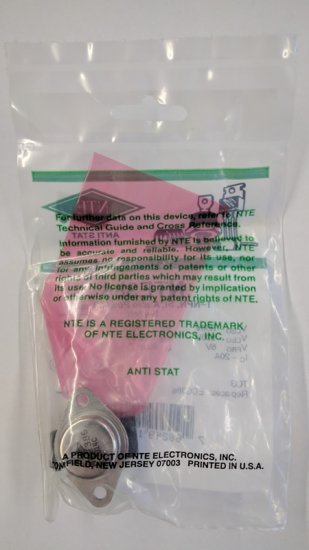 NTE
ANTI STAT
For further data on this device, refer to NTE
Technical Guide and Cross Reference.
Information furnished by NTE is believed to
be accurate and reliable. However, NTE
assumes no responsibility for its use, nor
for any infringements of patents or other
rights of third parties which may result from
its use. No license is granted by implication
or otherwise under any patent rights of NTE.
NTE IS A REGISTERED TRADEMARK
OF NTE ELECTRONICS, INC.
ANTI STAT
A PRODUCT OF NTE ELECTRONICS, INC.
FIELD, NEW JERSEY 07003 PRINTED IN U.S.A.